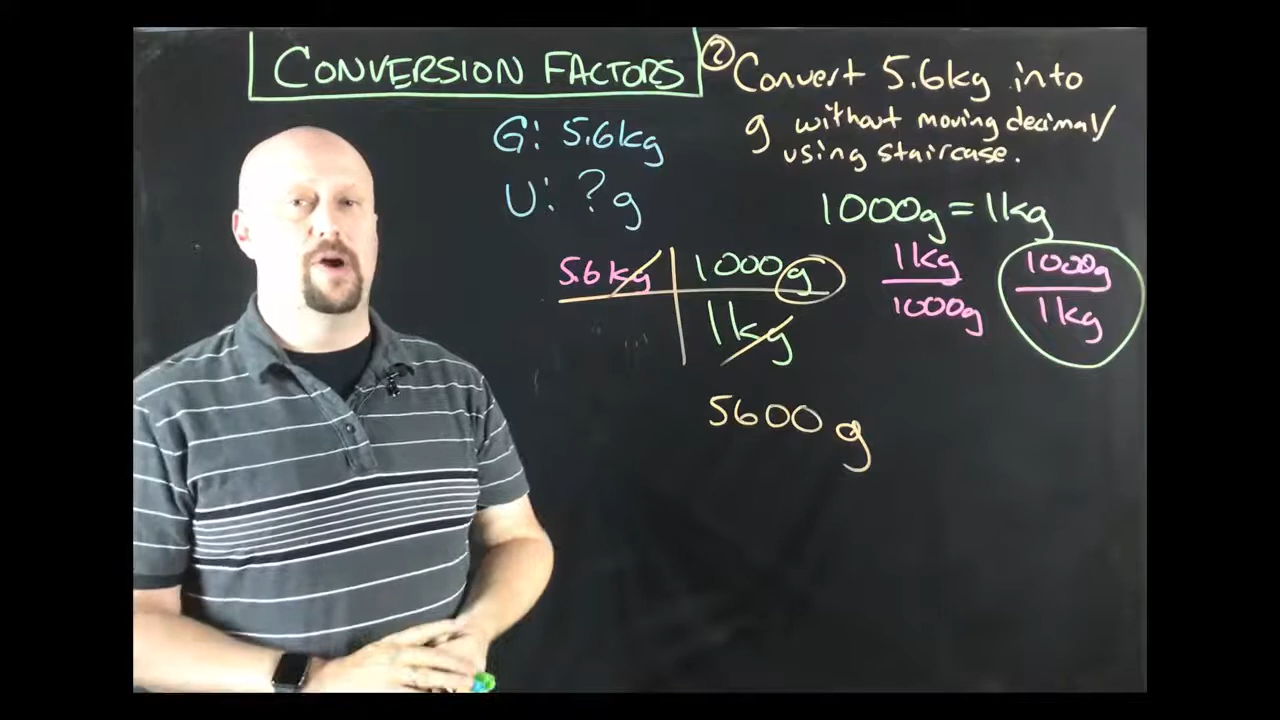 CONVERSION FACTORS
② Convert 5.6kg into
g without moving decimal/
using staircase.
G: 5.6kg
U: ? g
1000g = 1kg
5.6kg 1000g
1kg
1kg
1000g
1000g
1kg
5600 g